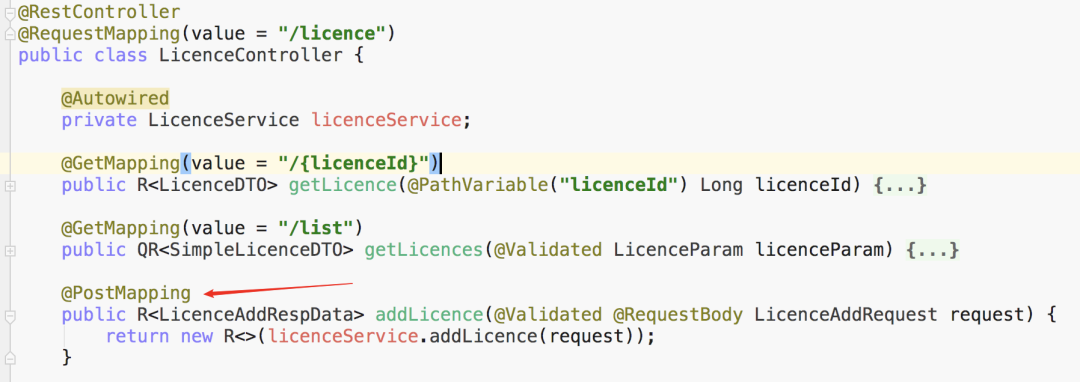 @RestController
@RequestMapping(value = "/licence")
public class LicenceController {
@Autowired
private LicenceService licenceService;
@GetMapping(value = "/{licenceId}")
public R<LicenceDTO> getLicence(@PathVariable("licenceId") Long licenceId) {...}
@GetMapping(value = "/list")
public QR<SimpleLicenceDTO> getLicences(@Validated LicenceParam licenceParam) {...}
@PostMapping
public R<LicenceAddRespData> addLicence(@Validated @RequestBody LicenceAddRequest request) {
return new R<>(licenceService.addLicence(request));
}